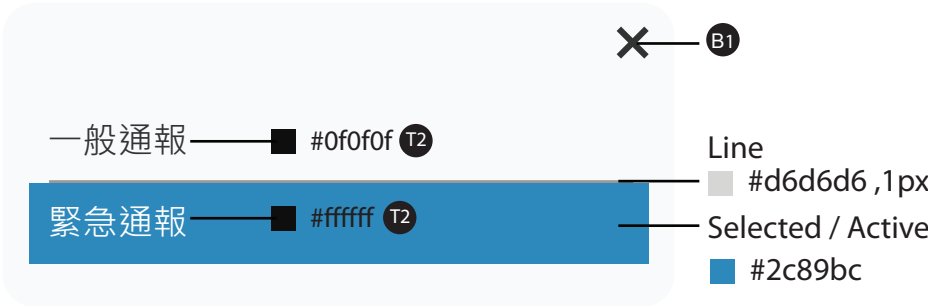 B1
一般通報 #0f0f0f T2
Line
#d6d6d6 ,1px
緊急通報 #ffffff T2
Selected / Active
#2c89bc